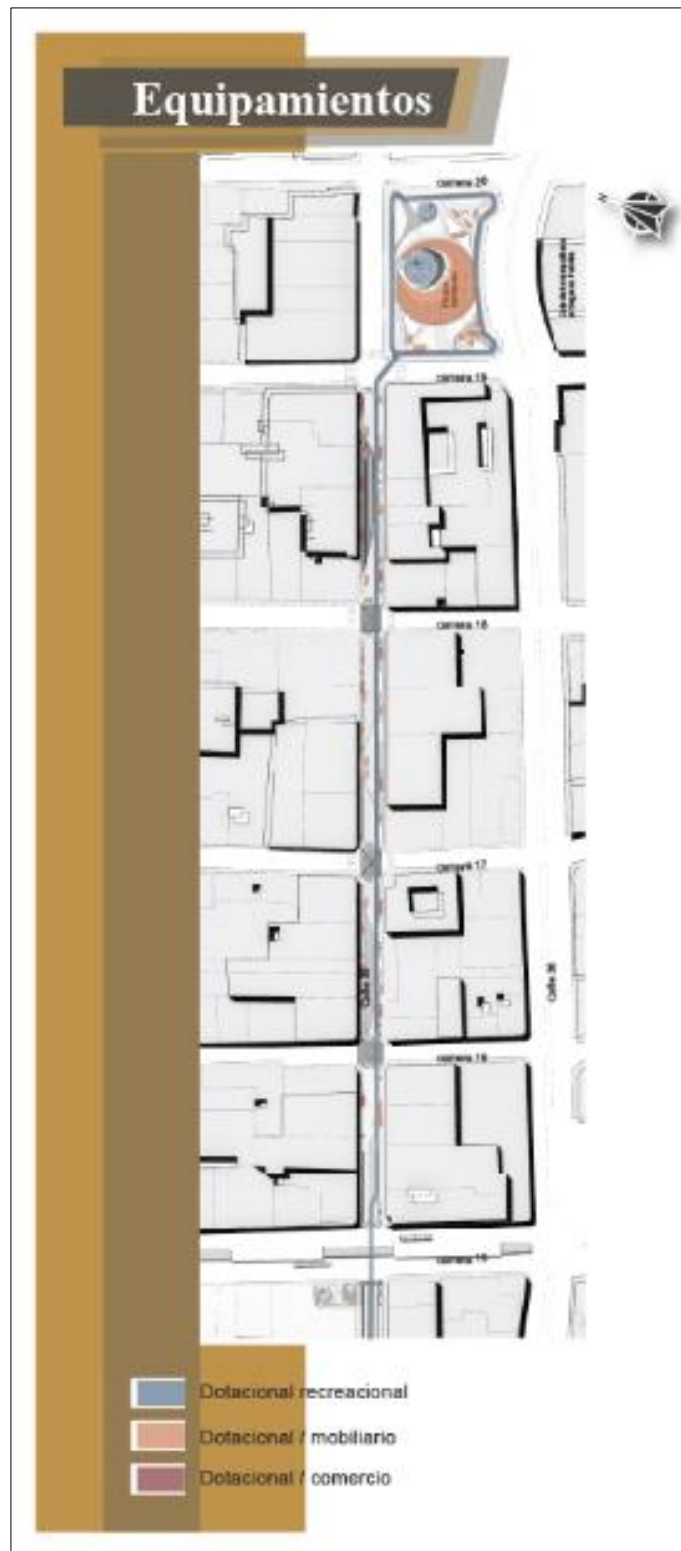 Equipamientos
N
carrera 20
carrera 19
carrera 18
carrera 17
Calle 36
carrera 16
carrera 15
Dotacional recreacional
Dotacional / mobiliario
Dotacional / comercio